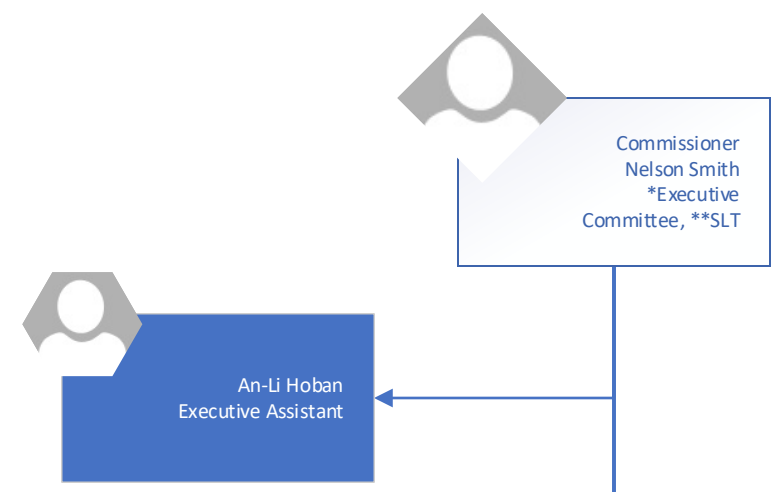 Commissioner
Nelson Smith
*Executive
Committee, **SLT
An-Li Hoban
Executive Assistant